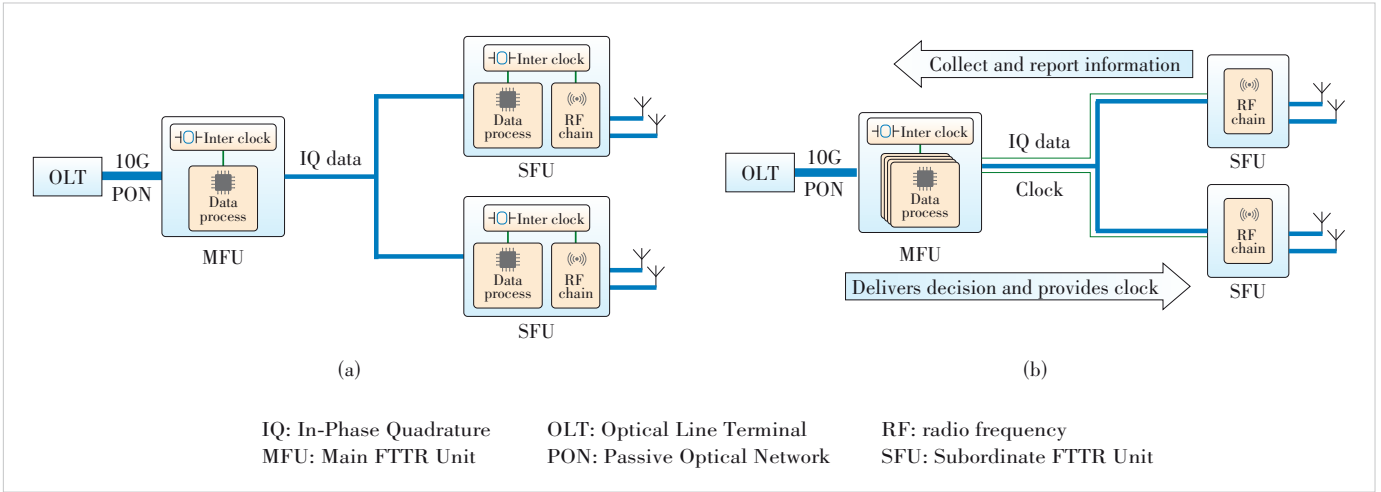 Inter clock
Data
process
RF
chain
SFU
Inter clock
Data
process
MFU
OLT
10G
PON
IQ data
Inter clock
Data
process
RF
chain
SFU
(a)
Collect and report information
RF
chain
SFU
Inter clock
Data
process
MFU
OLT
10G
PON
IQ data
Clock
RF
chain
SFU
Delivers decision and provides clock
(b)
IQ: In-Phase Quadrature
OLT: Optical Line Terminal
RF: radio frequency
MFU: Main FTTR Unit
PON: Passive Optical Network
SFU: Subordinate FTTR Unit